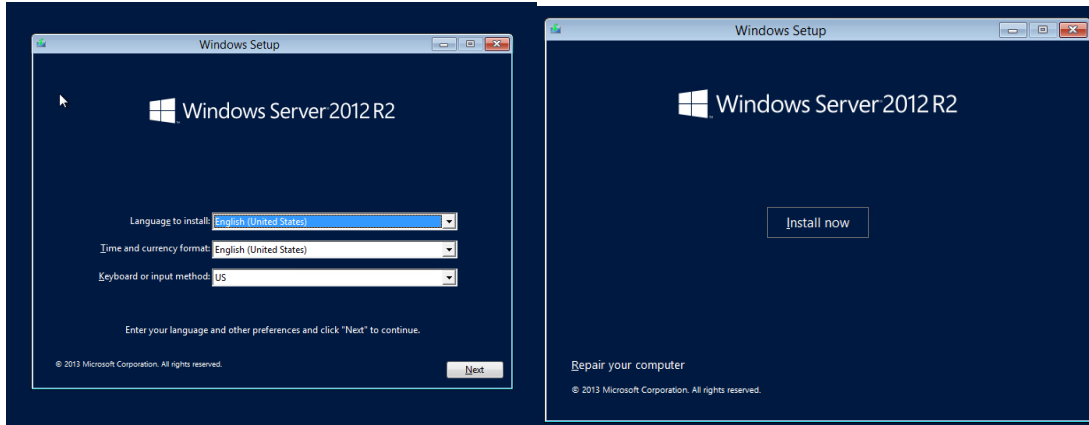 Windows Setup
Windows Server 2012 R2
Language to install: English (United States)
Time and currency format: English (United States)
Keyboard or input method: US
Enter your language and other preferences and click "Next" to continue.
© 2013 Microsoft Corporation. All rights reserved.
Next
Windows Setup
Windows Server 2012 R2
Install now
Repair your computer
© 2013 Microsoft Corporation. All rights reserved.